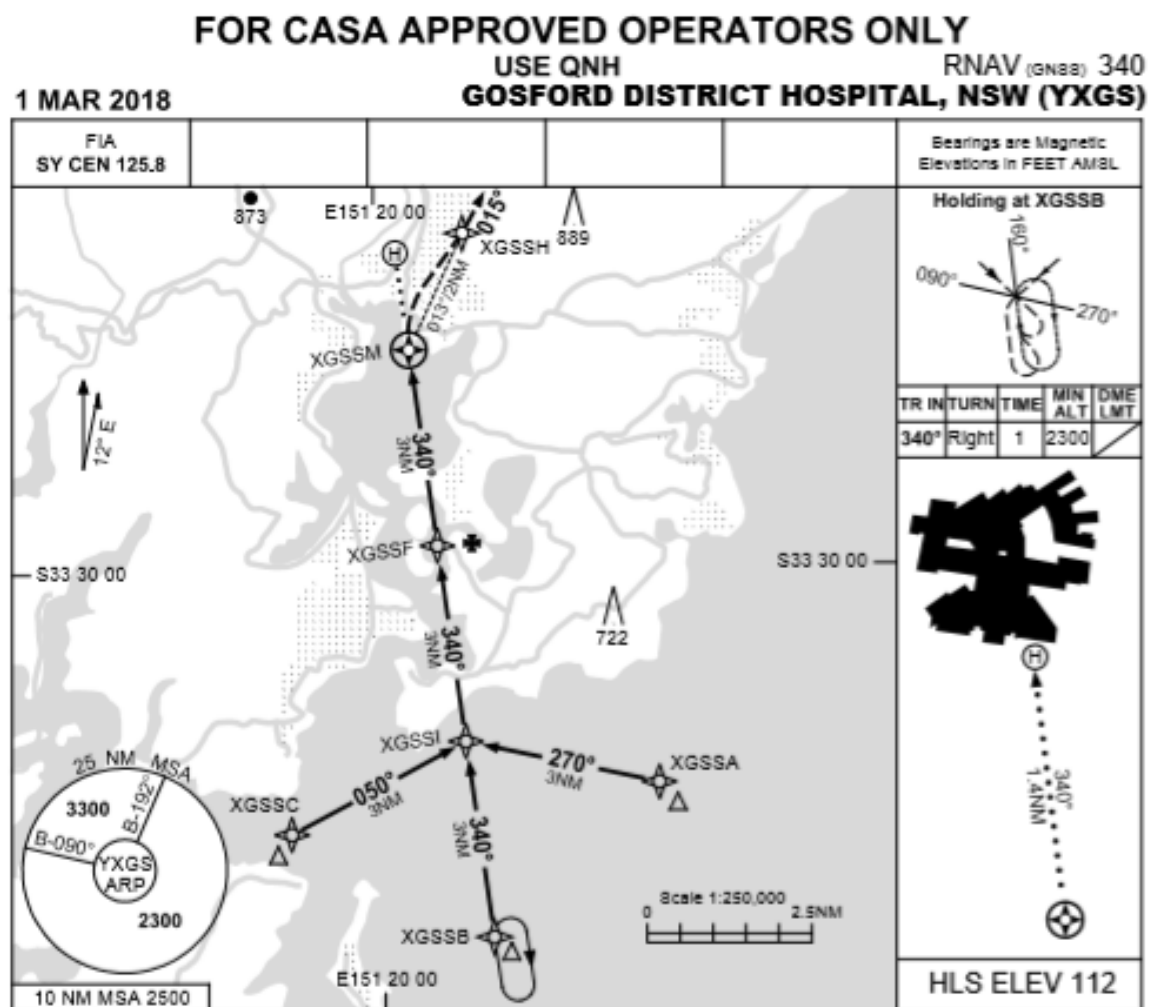 FOR CASA APPROVED OPERATORS ONLY
USE QNH
RNAV (GNSS) 340
1 MAR 2018
GOSFORD DISTRICT HOSPITAL, NSW (YXGS)
FIA
SY CEN 125.8
Bearings are Magnetic
Elevations in FEET AMSL
873
E151 20 00
015°
XGSSH
889
H
013°/2NM
XGSSM
12° E
340°
3NM
XGSSF
S33 30 00
S33 30 00
722
340°
3NM
XGSSI
270°
3NM
XGSSA
XGSSC
050°
3NM
340°
3NM
XGSSB
25 NM MSA
3300
B-192°
B-090°
YXGS
ARP
2300
10 NM MSA 2500
E151 20 00
Scale 1:250,000
0 2.5NM
Holding at XGSSB
160°
090°
270°
TR IN TURN TIME MIN ALT DME LMT
340° Right 1 2300
H
340°
1.4NM
HLS ELEV 112